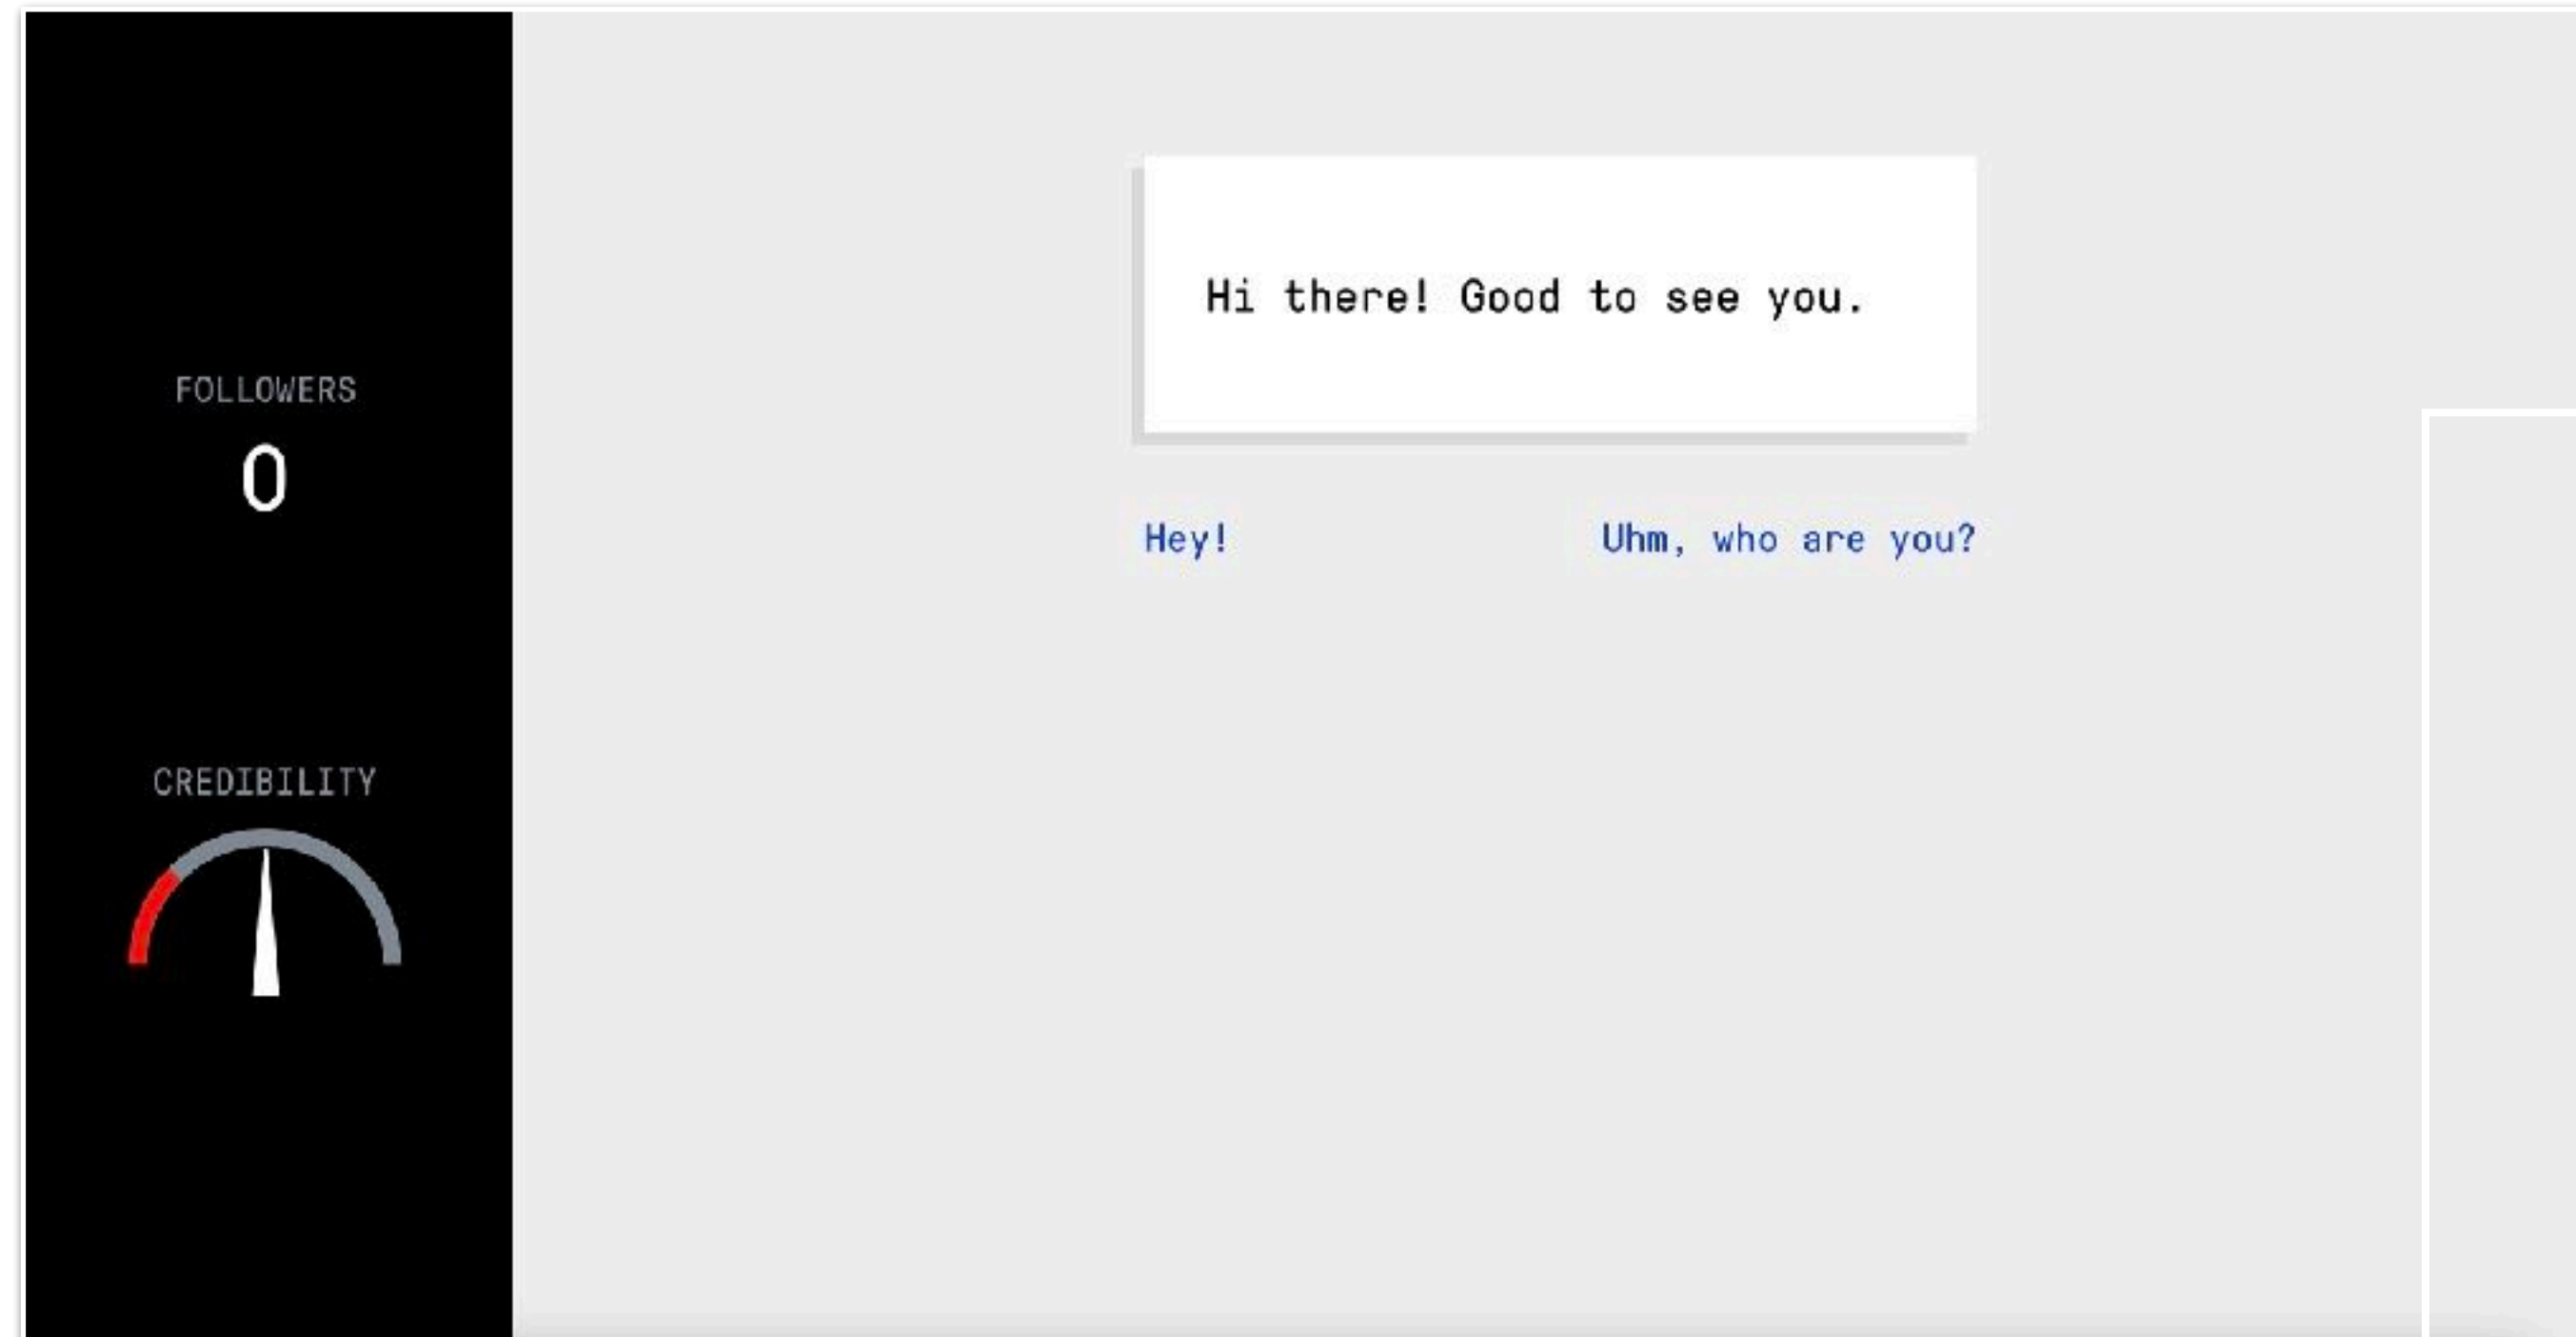 FOLLOWERS
0
CREDIBILITY
Hi there! Good to see you.
Hey!
Uhm, who are you?